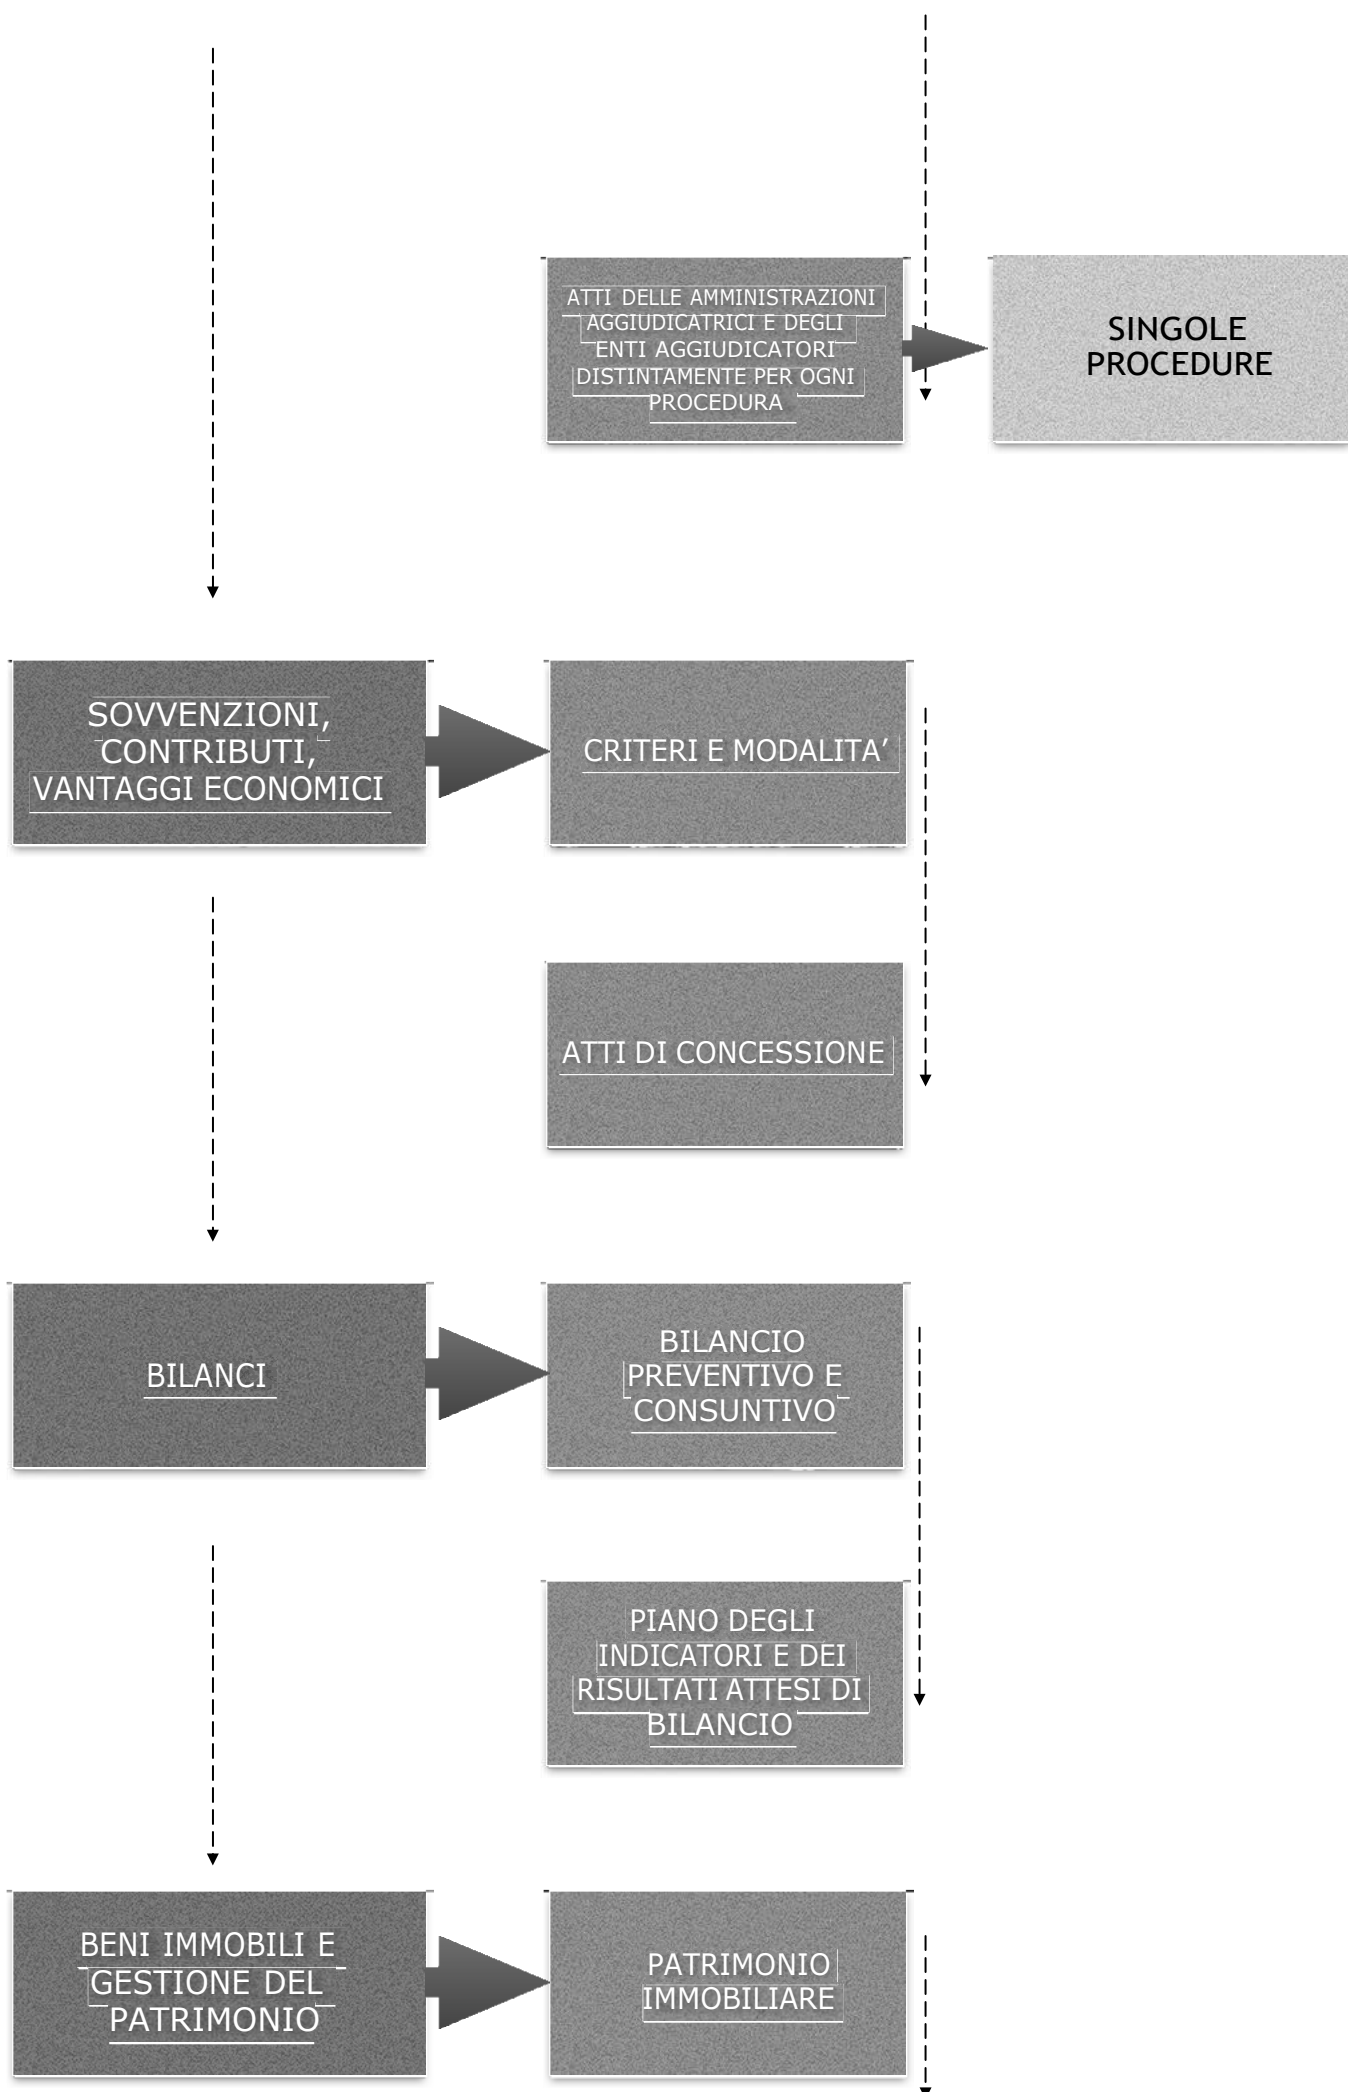 ATTI DELLE AMMINISTRAZIONI
AGGIUDICATRICI E DEGLI
ENTI AGGIUDICATORI
DISTINTAMENTE PER OGNI
PROCEDURA
SINGOLE
PROCEDURE
SOVVENZIONI,
CONTRIBUTI,
VANTAGGI ECONOMICI
CRITERI E MODALITA’
ATTI DI CONCESSIONE
BILANCI
BILANCIO
PREVENTIVO E
CONSUNTIVO
PIANO DEGLI
INDICATORI E DEI
RISULTATI ATTESI DI
BILANCIO
BENI IMMOBILI E
GESTIONE DEL
PATRIMONIO
PATRIMONIO
IMMOBILIARE